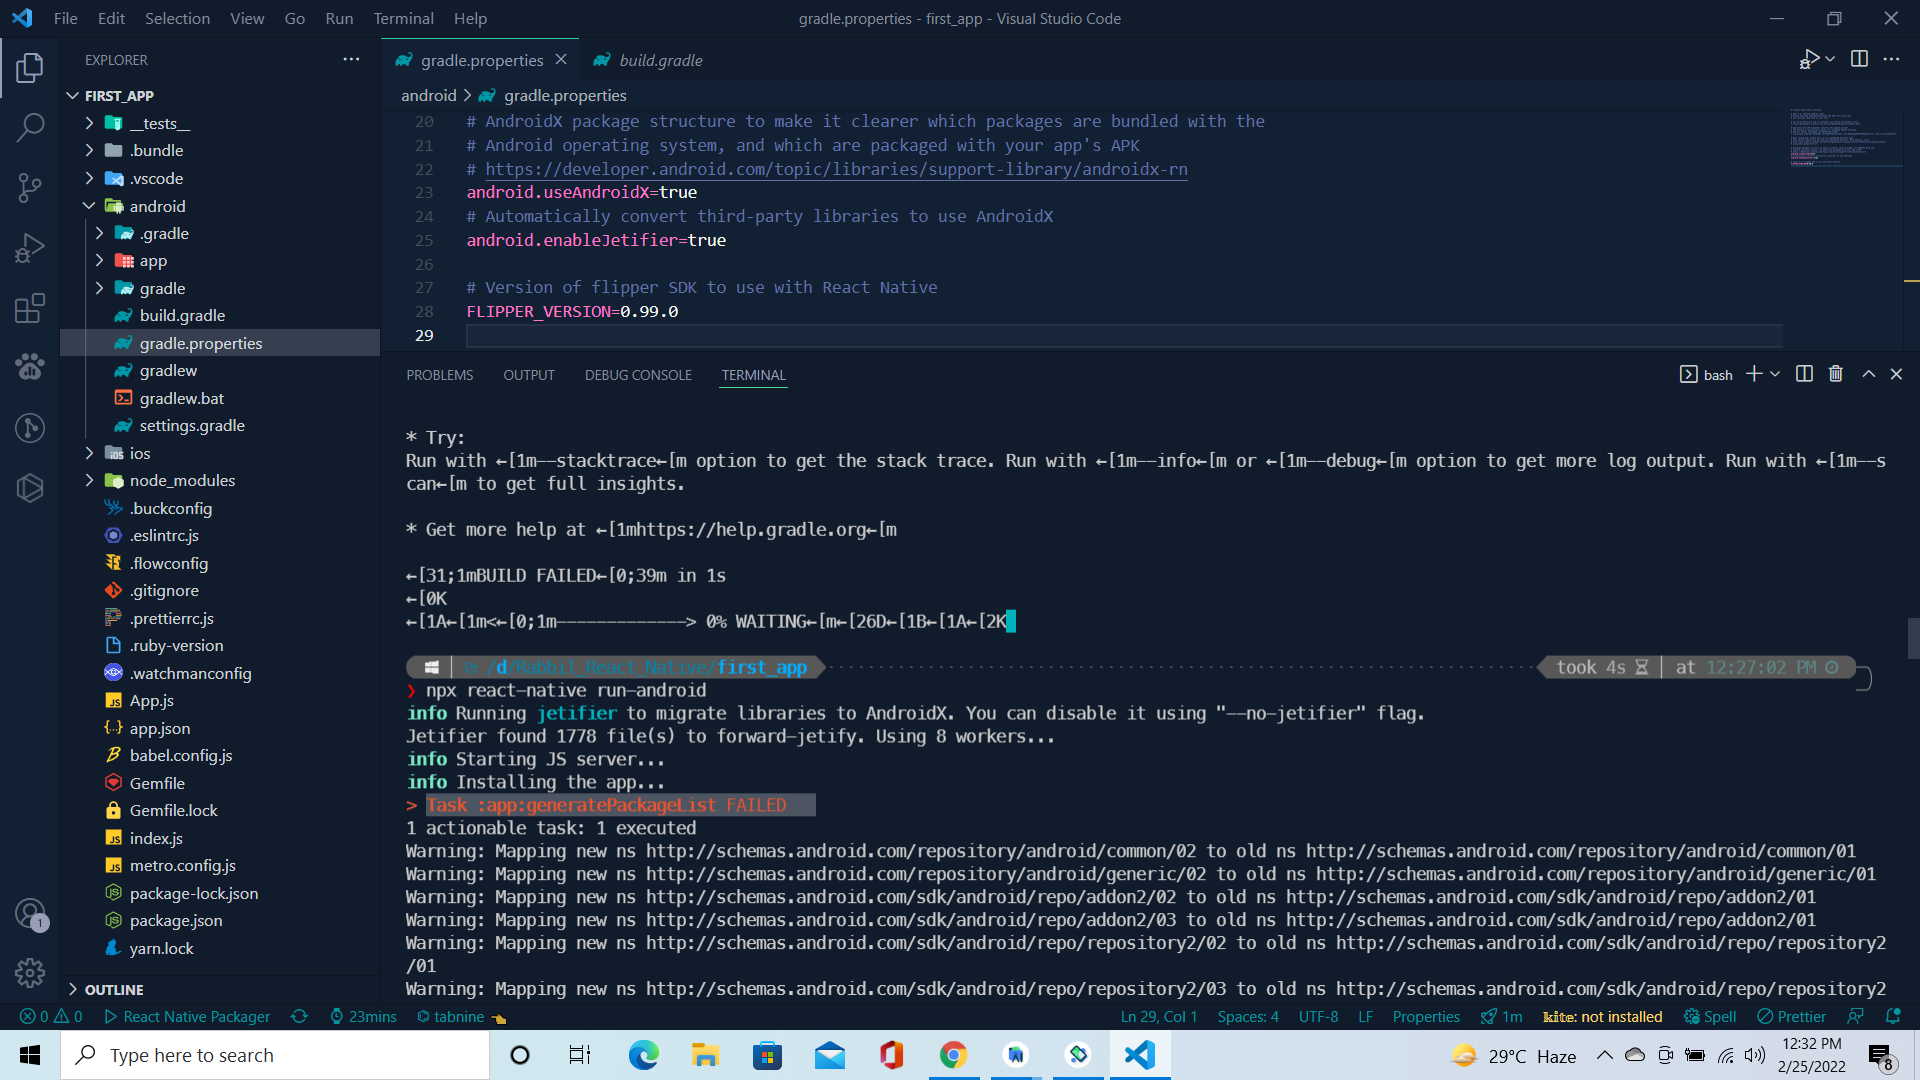 File Edit Selection View Go Run Terminal Help
gradle.properties - first_app - Visual Studio Code
EXPLORER
gradle.properties
build.gradle
FIRST_APP
__tests__
.bundle
.vscode
android
.gradle
app
gradle
build.gradle
gradle.properties
gradlew
gradlew.bat
settings.gradle
ios
node_modules
.buckconfig
.eslintrc.js
.flowconfig
.gitignore
.prettierrc.js
.ruby-version
.watchmanconfig
App.js
app.json
babel.config.js
Gemfile
Gemfile.lock
index.js
metro.config.js
package-lock.json
package.json
yarn.lock
OUTLINE
android > gradle.properties
20 # AndroidX package structure to make it clearer which packages are bundled with the
21 # Android operating system, and which are packaged with your app's APK
22 # https://developer.android.com/topic/libraries/support-library/androidx-rn
23 android.useAndroidX=true
24 # Automatically convert third-party libraries to use AndroidX
25 android.enableJetifier=true
26
27 # Version of flipper SDK to use with React Native
28 FLIPPER_VERSION=0.99.0
29
PROBLEMS OUTPUT DEBUG CONSOLE TERMINAL
bash
* Try:
Run with ←[1m--stacktrace←[m option to get the stack trace. Run with ←[1m--info←[m or ←[1m--debug←[m option to get more log output. Run with ←[1m--s
can←[m to get full insights.
* Get more help at ←[1mhttps://help.gradle.org←[m
←[31;1mBUILD FAILED←[0;39m in 1s
←[0K
←[1A←[1m<←[0;1m-------------> 0% WAITING←[m←[26D←[1B←[1A←[2K
/d/Rabbil_React_Native/first_app
took 4s at 12:27:02 PM
❯ npx react-native run-android
info Running jetifier to migrate libraries to AndroidX. You can disable it using "--no-jetifier" flag.
Jetifier found 1778 file(s) to forward-jetify. Using 8 workers...
info Starting JS server...
info Installing the app...
> Task :app:generatePackageList FAILED
1 actionable task: 1 executed
Warning: Mapping new ns http://schemas.android.com/repository/android/common/02 to old ns http://schemas.android.com/repository/android/common/01
Warning: Mapping new ns http://schemas.android.com/repository/android/generic/02 to old ns http://schemas.android.com/repository/android/generic/01
Warning: Mapping new ns http://schemas.android.com/sdk/android/repo/addon2/02 to old ns http://schemas.android.com/sdk/android/repo/addon2/01
Warning: Mapping new ns http://schemas.android.com/sdk/android/repo/addon2/03 to old ns http://schemas.android.com/sdk/android/repo/addon2/01
Warning: Mapping new ns http://schemas.android.com/sdk/android/repo/repository2/02 to old ns http://schemas.android.com/sdk/android/repo/repository2
/01
Warning: Mapping new ns http://schemas.android.com/sdk/android/repo/repository2/03 to old ns http://schemas.android.com/sdk/android/repo/repository2
1
0 0 React Native Packager 23mins tabnine Ln 29, Col 1 Spaces: 4 UTF-8 LF Properties 1m kite: not installed Spell Prettier
Type here to search
29°C Haze
12:32 PM
2/25/2022
8